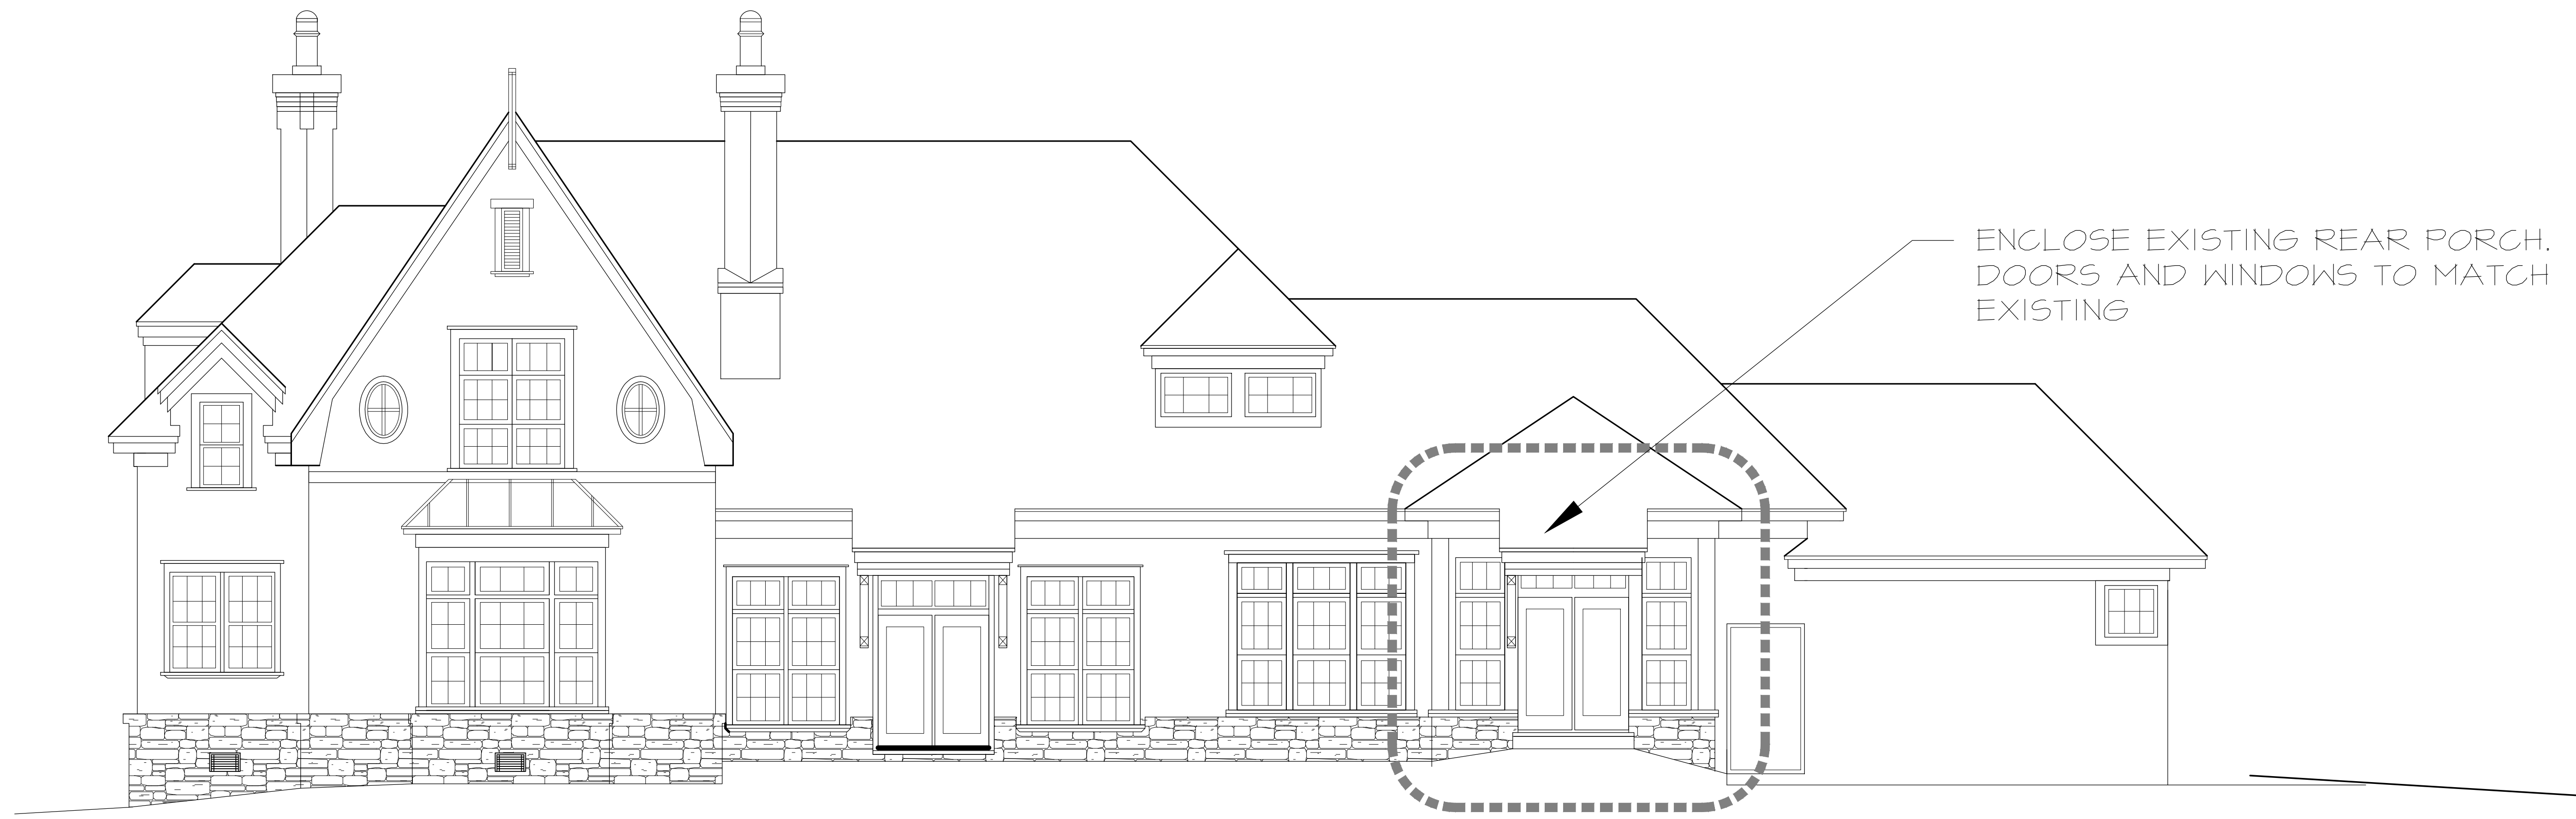 ENCLOSE EXISTING REAR PORCH.
DOORS AND WINDOWS TO MATCH
EXISTING